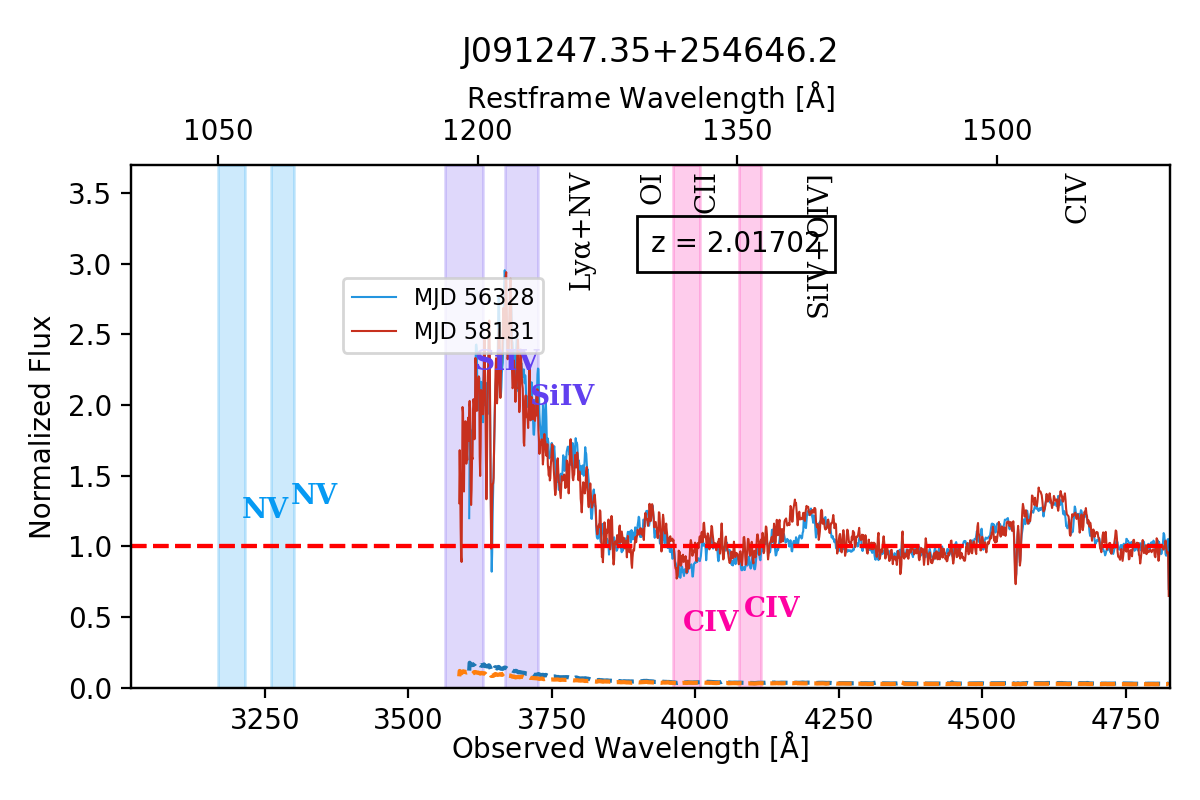 J091247.35+254646.2
Restframe Wavelength [Å]
1050 1200 1350 1500
Normalized Flux
3.5
3.0
2.5
2.0
1.5
1.0
0.5
0.0
Lyα+NV
OI
CII
SiIV+OIV]
CIV
z = 2.01702
MJD 56328
MJD 58131
SiIV
SiIV
NV
NV
CIV
CIV
3250 3500 3750 4000 4250 4500 4750
Observed Wavelength [Å]